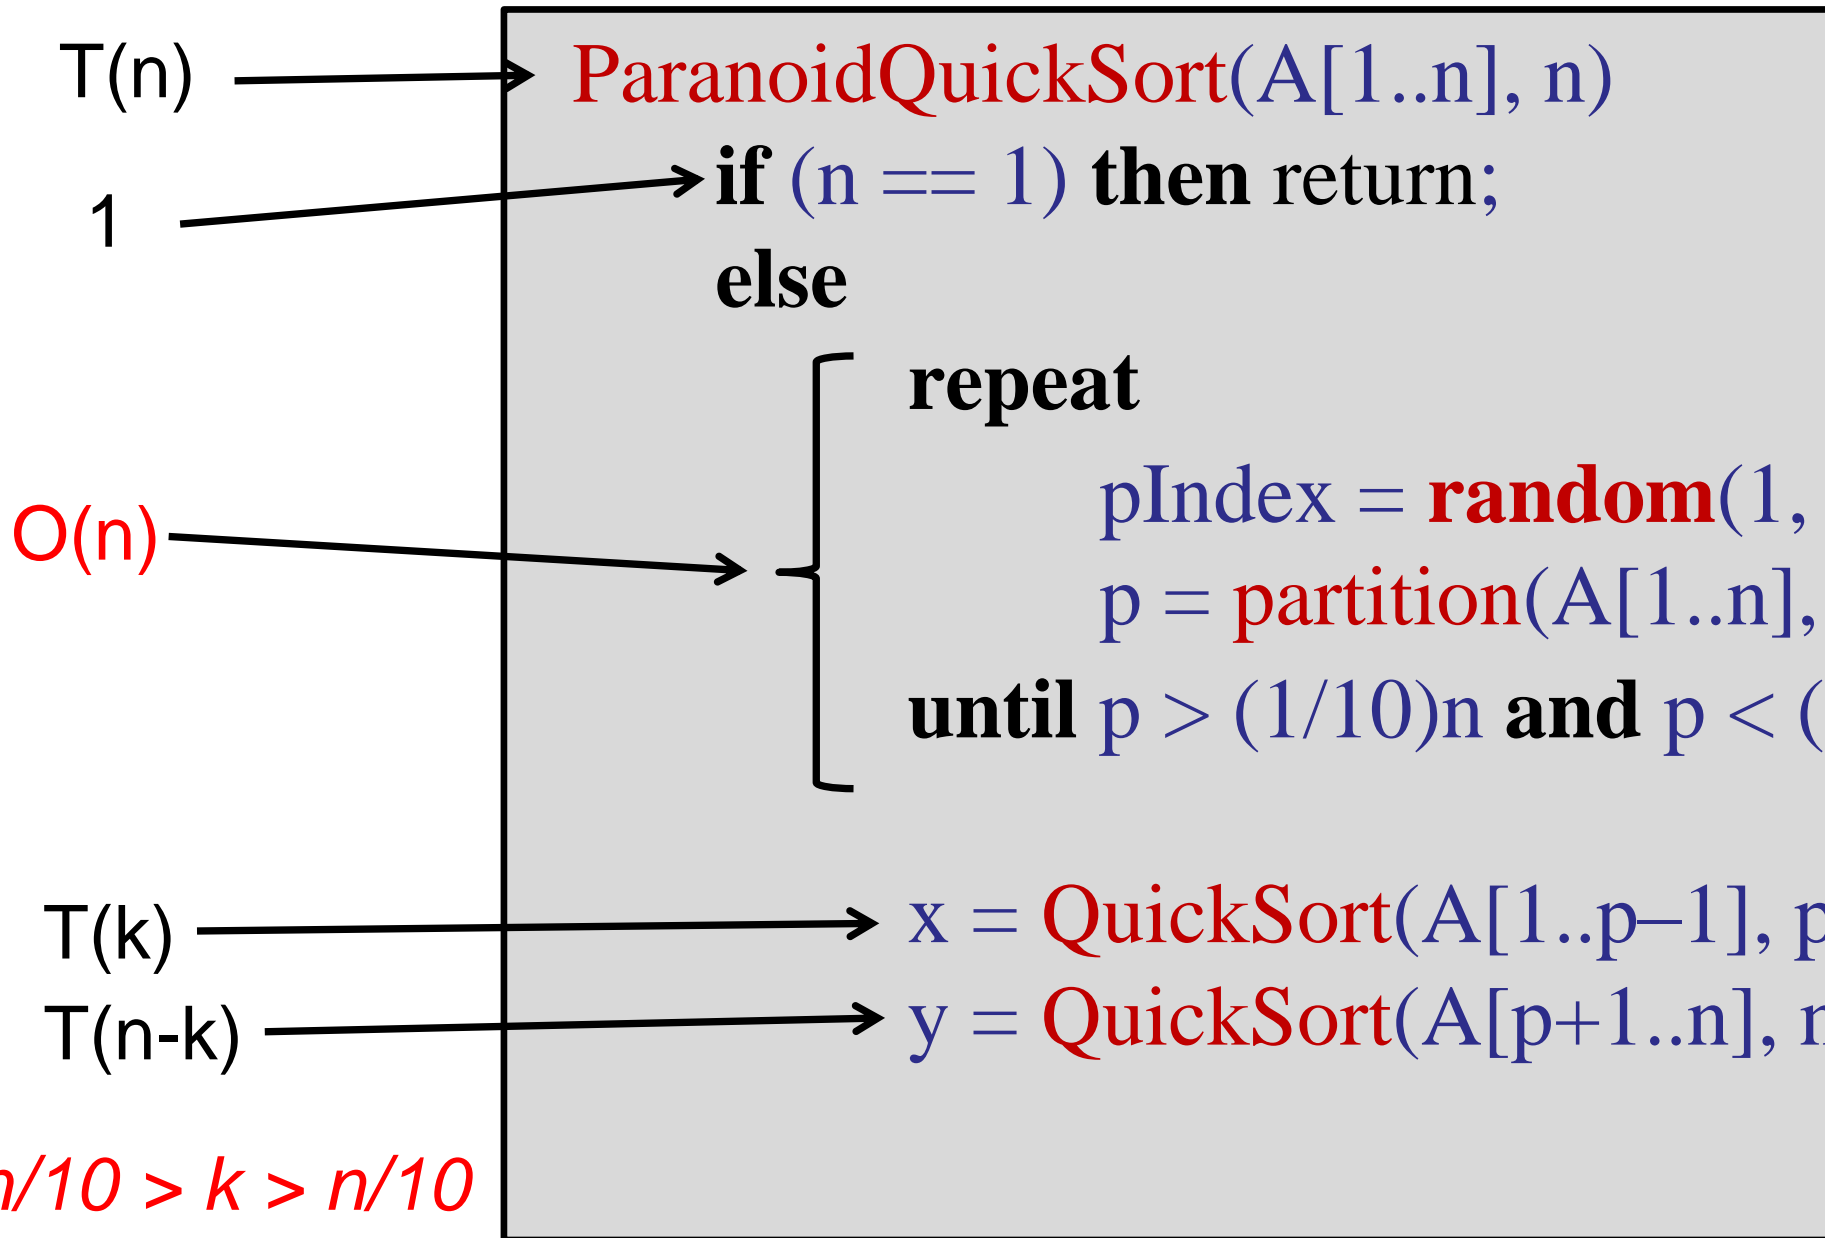 T(n)
ParanoidQuickSort(A[1..n], n)
1
if (n == 1) then return;
else
repeat
pIndex = random(1,
O(n)
p = partition(A[1..n],
until p > (1/10)n and p < (
T(k)
x = QuickSort(A[1..p–1], p
T(n-k)
y = QuickSort(A[p+1..n], n
n/10 > k > n/10